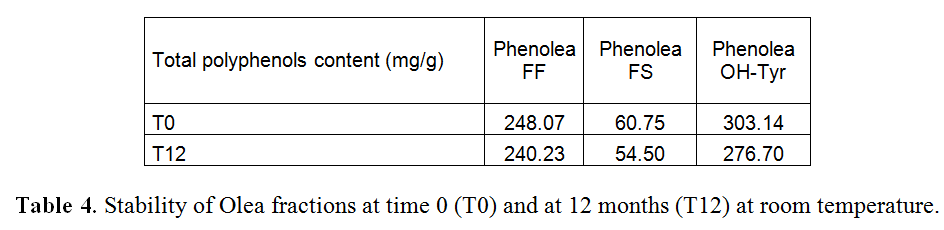 Total polyphenols content (mg/g) Phenolea FF Phenolea FS Phenolea OH-Tyr
T0 248.07 60.75 303.14
T12 240.23 54.50 276.70
Table 4. Stability of Olea fractions at time 0 (T0) and at 12 months (T12) at room temperature.